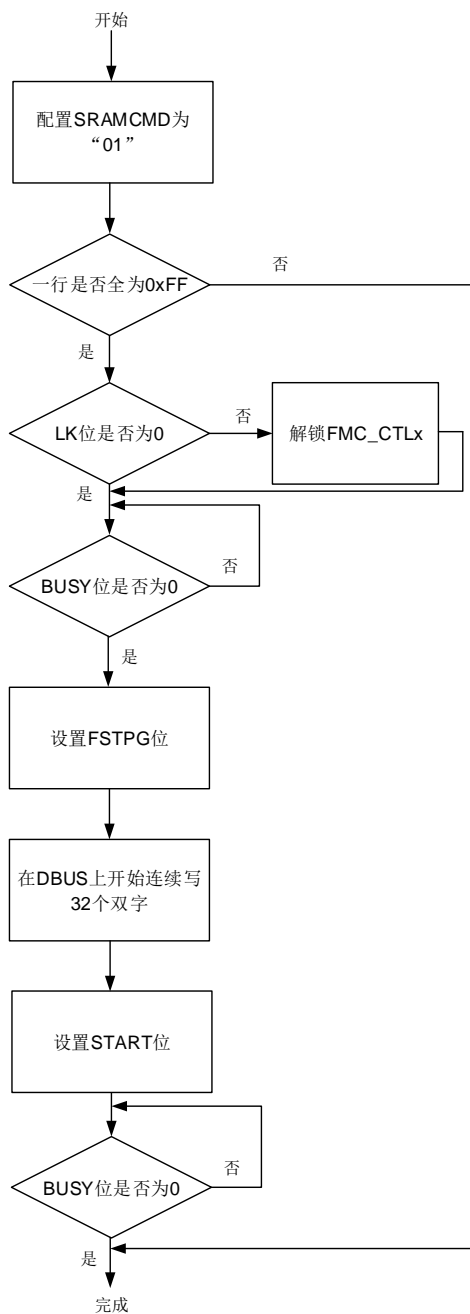 开始
配置SRAMCMD为
“01”
一行是否全为0xFF
否
是
LK位是否为0
否
解锁FMC_CTLx
是
BUSY位是否为0
否
是
设置FSTPG位
在DBUS上开始连续写
32个双字
设置START位
BUSY位是否为0
否
是
完成